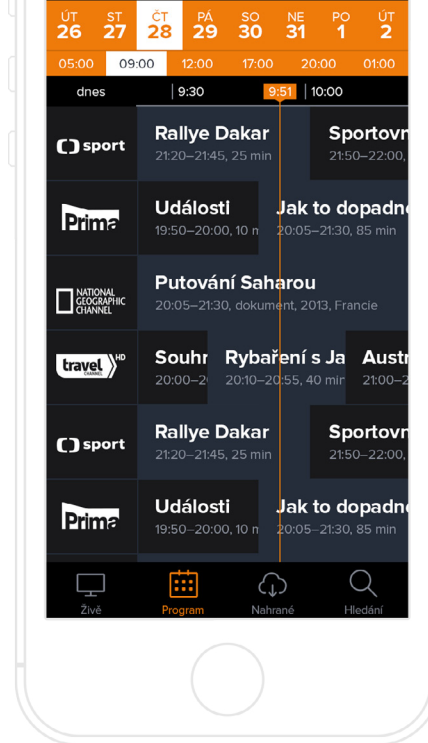 ÚT ST ČT PÁ SO NE PO ÚT
26 27 28 29 30 31 1 2
05:00 09:00 12:00 17:00 20:00 01:00
dnes 9:30 9:51 10:00
sport
Rallye Dakar Sportovn
21:20–21:45, 25 min 21:50–22:00,
Prima
Události Jak to dopadne
19:50–20:00, 10 m 20:05–21:30, 85 min
NATIONAL
GEOGRAPHIC
CHANNEL
Putování Saharou
20:05–21:30, dokument, 2013, Francie
travel HD
CHANNEL
Souhr Rybaření s Ja Austr
20:00–2 20:10–20:55, 40 mir 21:00–2
sport
Rallye Dakar Sportovn
21:20–21:45, 25 min 21:50–22:00,
Prima
Události Jak to dopadne
19:50–20:00, 10 m 20:05–21:30, 85 min
Živě Program Nahrané Hledání